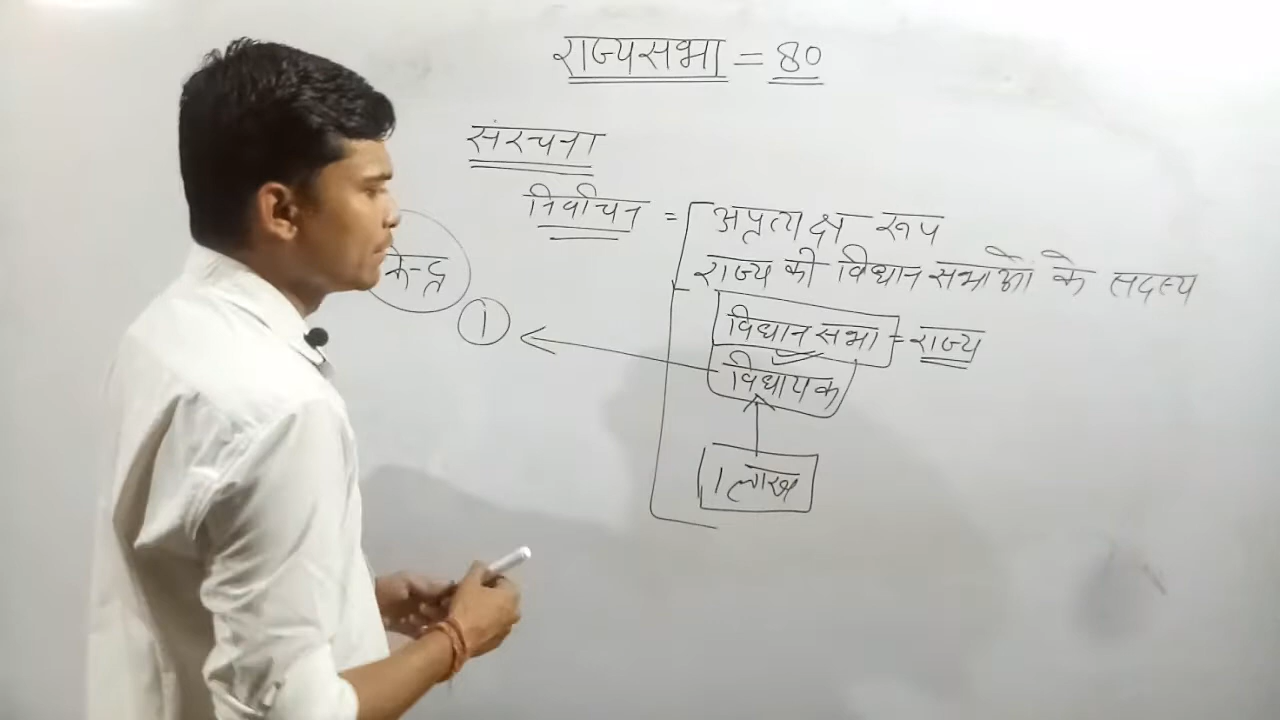 राज्यसभा = 80
संरचना
निर्वाचन = अप्रत्यक्ष रूप
राज्य की विधान सभाओं के सदस्य
केन्द्र
विधान सभा = राज्य
1
विधायक
1 लाख